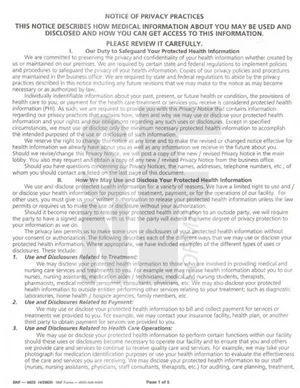 NOTICE OF PRIVACY PRACTICES
THIS NOTICE DESCRIBES HOW MEDICAL INFORMATION ABOUT YOU MAY BE USED AND
DISCLOSED AND HOW YOU CAN GET ACCESS TO THIS INFORMATION.
PLEASE REVIEW IT CAREFULLY.
I. Our Duty to Safeguard Your Protected Health Information
We are committed to preserving the privacy and confidentiality of your health information whether created by
us or maintained on our premises. We are required by certain state and federal regulations to implement policies
and procedures to safeguard the privacy of your health information. Copies of our privacy policies and procedures
are maintained in the business office. We are required by state and federal regulations to abide by the privacy
practices described in this notice including any future revisions that we may make to the notice as may become
necessary or as authorized by law.
Individually identifiable information about your past, present, or future health or condition, the provisions of
health care to you, or payment for the health care treatment or services you receive is considered protected health
information (PHI). As such, we are required to provide you with this Privacy Notice that contains information
regarding our privacy practices that explains how, when and why we may use or disclose your protected health
information and your rights and our obligations regarding any such uses or disclosures. Except in specified
circumstances, we must use or disclose only the minimum necessary protected health information to accomplish
the intended purpose of the use or disclosure of such information.
We reserve the right to change this notice at any time and to make the revised or changed notice effective for
health information we already have about you as well as any information we receive in the future about you.
Should we revise/change this Privacy Notice, we will post a copy of the new / revised Privacy Notice in the main
lobby. You also may request and obtain a copy of any new / revised Privacy Notice from the business office.
Should you have questions concerning our Privacy Notice, the names, addresses, telephone numbers, etc., of
whom you should contact are listed on the last page of this document.
II. How We May Use and Disclose Your Protected Health Information
We use and disclose protected health information for a variety of reasons. We have a limited right to use and /
or disclose your health information for purposes of treatment, payment, or for the operations of our facility. For
other uses, you must give us your written authorization to release your protected health information unless the law
permits or requires us to make the use or disclosure without your authorization.
Should it become necessary to release your protected health information to an outside party, we will require
the party to have a signed agreement with us that the party will extend the same degree of privacy protection to
your information as we do.
The privacy law permits us to make some uses or disclosures of your protected health information without
your consent or authorization. The following describes each of the different ways that we may use or disclose your
protected health information. Where appropriate, we have included examples of the different types of uses or
disclosures. These include:
1. Use and Disclosures Related to Treatment:
We may disclose your protected health information to those who are involved in providing medical and
nursing care services and treatments to you. For example we may release health information about you to our
nurses, nursing assistants, medication aides / technicians, medical and nursing students, therapists,
pharmacists, medical records personnel, consultants, physicians, etc. We may also disclose your protected
health information to outside entities performing other services relating to your treatment; such as diagnostic
laboratories, home health / hospice agencies, family members, etc.
2. Use and Disclosures Related to Payment:
We may use or disclose your protected health information to bill and collect payment for services or
treatments we provided to you. For example, we may contact your insurance facility, health plan, or another
third party to obtain payment for services we provided to you.
3. Use and Disclosures Related to Health Care Operations:
We may use or disclose your protected health information to perform certain functions within our facility
should these uses or disclosures become necessary to operate our facility and to ensure that you and others
we provide care and services to continue to receive quality care and services. For example, we may take your
photograph for medication identification purposes or use your health information to evaluate the effectiveness
of the care and services you are receiving. We may disclose your protected health information to our staff
(nurses, nursing assistants, physicians, staff consultants, therapists, etc.) for auditing, care planning, treatment,
Page 1 of 5